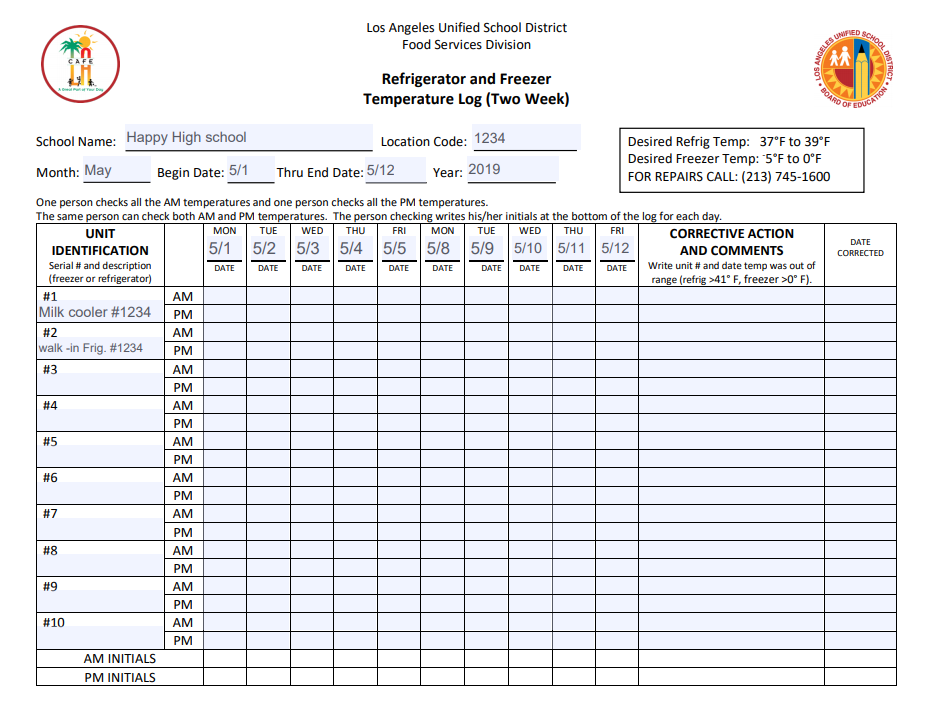 Los Angeles Unified School District
Food Services Division
CAFE
LA
A Great Part of Your Day
LOS ANGELES UNIFIED SCHOOL DISTRICT
BOARD OF EDUCATION
Refrigerator and Freezer
Temperature Log (Two Week)
School Name: Happy High school Location Code: 1234
Month: May Begin Date: 5/1 Thru End Date: 5/12 Year: 2019
Desired Refrig Temp: 37°F to 39°F
Desired Freezer Temp: -5°F to 0°F
FOR REPAIRS CALL: (213) 745-1600
One person checks all the AM temperatures and one person checks all the PM temperatures.
The same person can check both AM and PM temperatures. The person checking writes his/her initials at the bottom of the log for each day.
UNIT
IDENTIFICATION
Serial # and description
(freezer or refrigerator)
MON TUE WED THU FRI MON TUE WED THU FRI
5/1 5/2 5/3 5/4 5/5 5/8 5/9 5/10 5/11 5/12
DATE DATE DATE DATE DATE DATE DATE DATE DATE DATE
CORRECTIVE ACTION
AND COMMENTS
Write unit # and date temp was out of
range (refrig >41° F, freezer >0° F).
DATE
CORRECTED
#1 AM
Milk cooler #1234 PM
#2 AM
walk -in Frig. #1234 PM
#3 AM
PM
#4 AM
PM
#5 AM
PM
#6 AM
PM
#7 AM
PM
#8 AM
PM
#9 AM
PM
#10 AM
PM
AM INITIALS
PM INITIALS